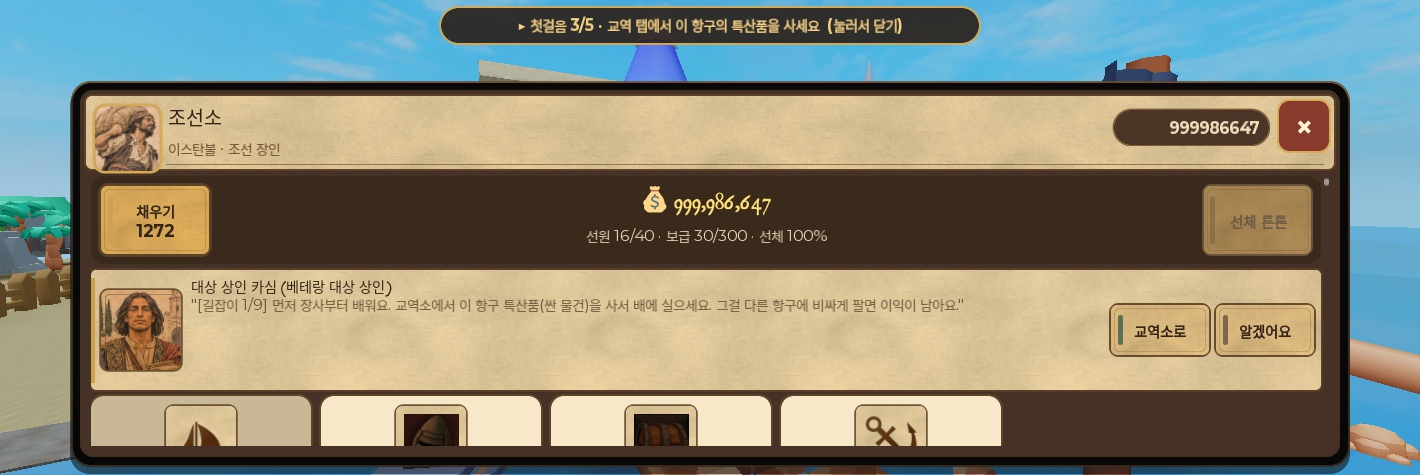 ▸ 첫걸음 3/5 · 교역 탭에서 이 항구의 특산품을 사세요 (눌러서 닫기)
조선소
이스탄불 · 조선 장인
999986647
×
채우기
1272
$ 999,986,647
선원 16/40 · 보급 30/300 · 선체 100%
선체 튼튼
대상 상인 카심 (베테랑 대상 상인)
"[길잡이 1/9] 먼저 장사부터 배워요. 교역소에서 이 항구 특산품(싼 물건)을 사서 배에 실으세요. 그걸 다른 항구에 비싸게 팔면 이익이 남아요."
교역소로
알겠어요